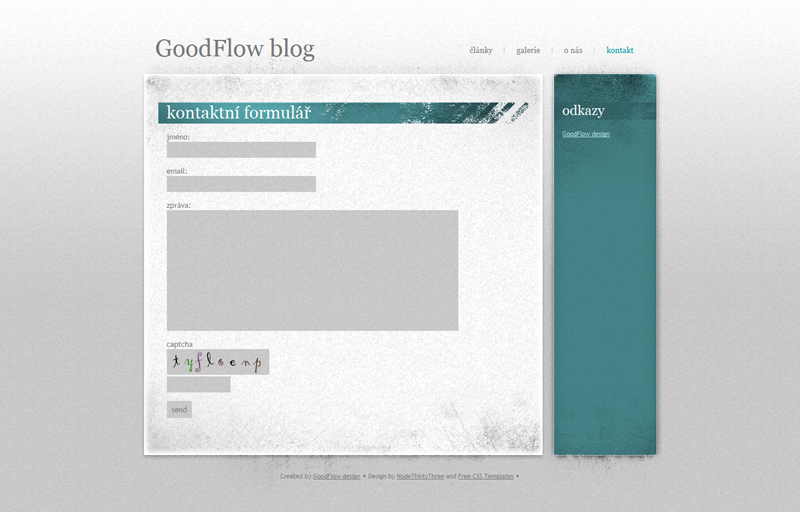 GoodFlow blog
články
galerie
o nás
kontakt
kontaktní formulář
jméno:
email:
zpráva:
captcha
tyfloenp
send
odkazy
GoodFlow design
Created by GoodFlow design • Design by NodeThirtyThree and Free CSS Templates •